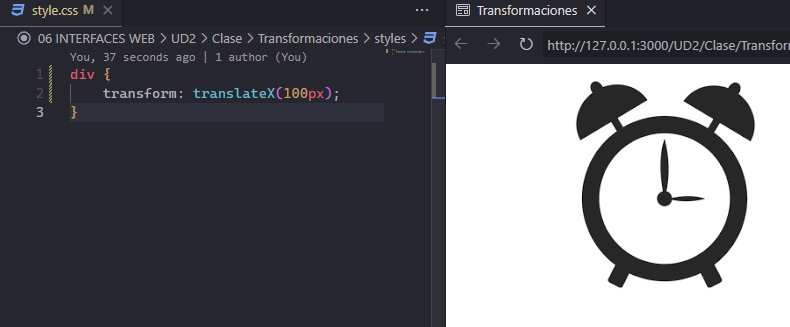 style.css M
Transformaciones
06 INTERFACES WEB > UD2 > Clase > Transformaciones > styles >
http://127.0.0.1:3000/UD2/Clase/Transform
You, 37 seconds ago | 1 author (You)
1 div {
2 transform: translateX(100px);
3 }